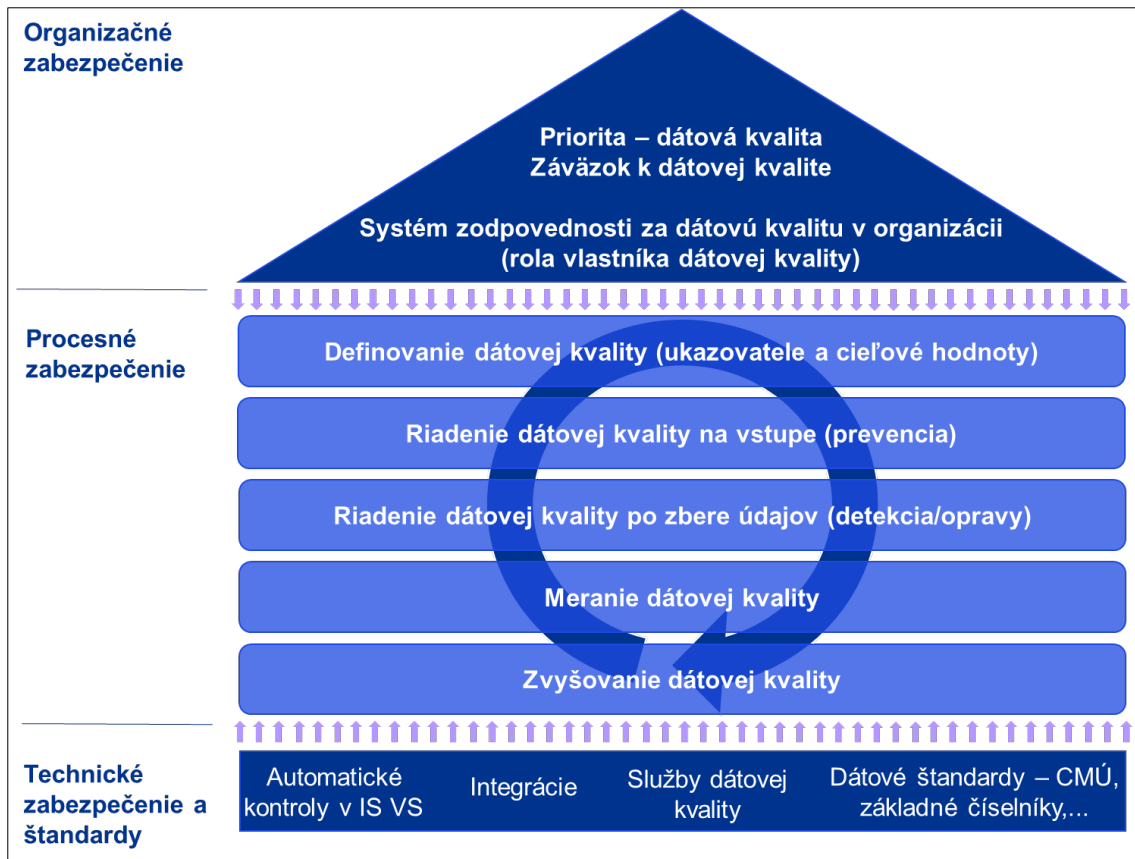 Organizačné
zabezpečenie
Priorita – dátová kvalita
Záväzok k dátovej kvalite
Systém zodpovednosti za dátovú kvalitu v organizácii
(rola vlastníka dátovej kvality)
Procesné
zabezpečenie
Definovanie dátovej kvality (ukazovatele a cieľové hodnoty)
Riadenie dátovej kvality na vstupe (prevencia)
Riadenie dátovej kvality po zbere údajov (detekcia/opravy)
Meranie dátovej kvality
Zvyšovanie dátovej kvality
Technické
zabezpečenie a
štandardy
Automatické
kontroly v IS VS
Integrácie
Služby dátovej
kvality
Dátové štandardy – CMÚ,
základné číselníky,...